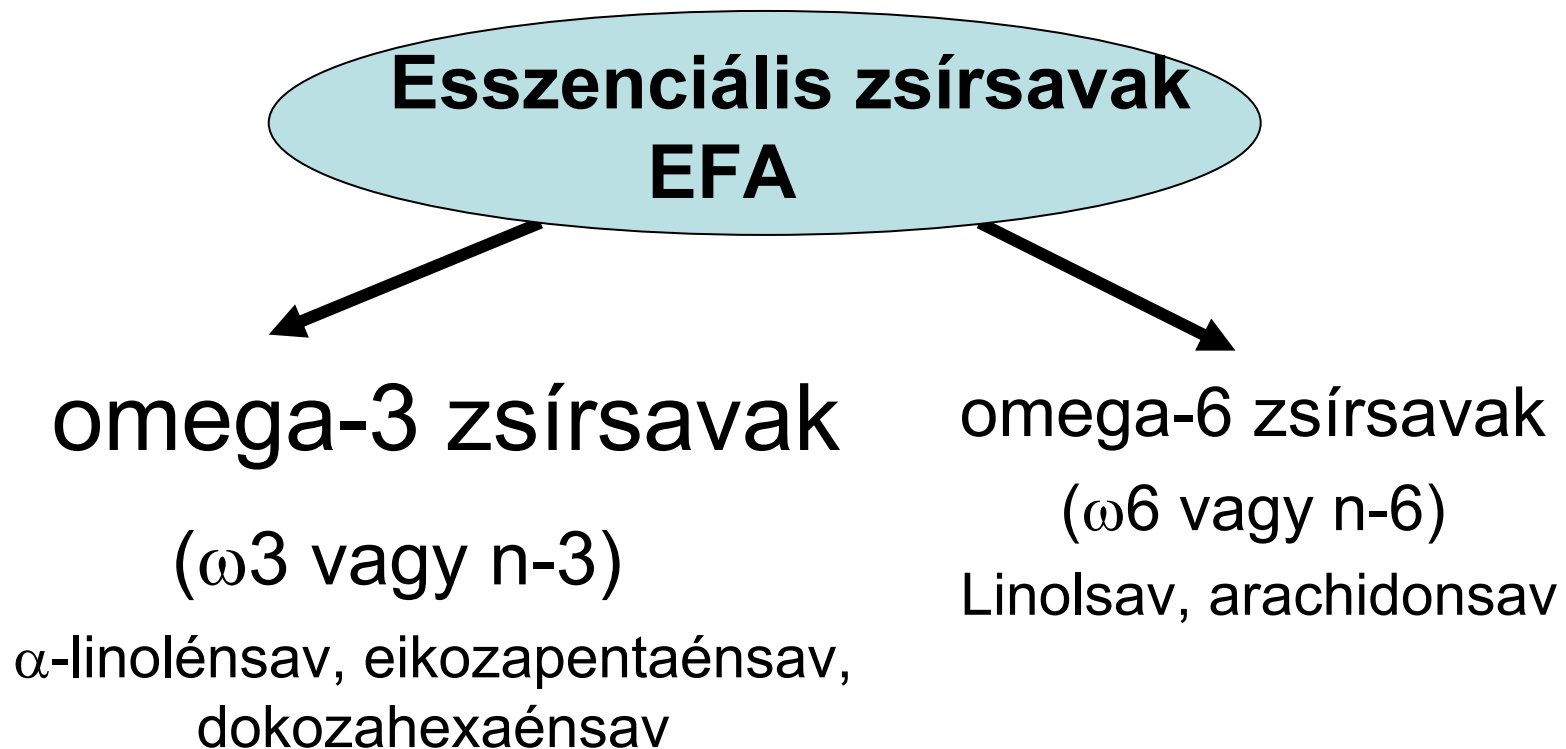 Esszenciális zsírsavak
EFA
omega-3 zsírsavak
(ω3 vagy n-3)
α-linolénsav, eikozapentaénsav,
dokozahexaénsav
omega-6 zsírsavak
(ω6 vagy n-6)
Linolsav, arachidonsav